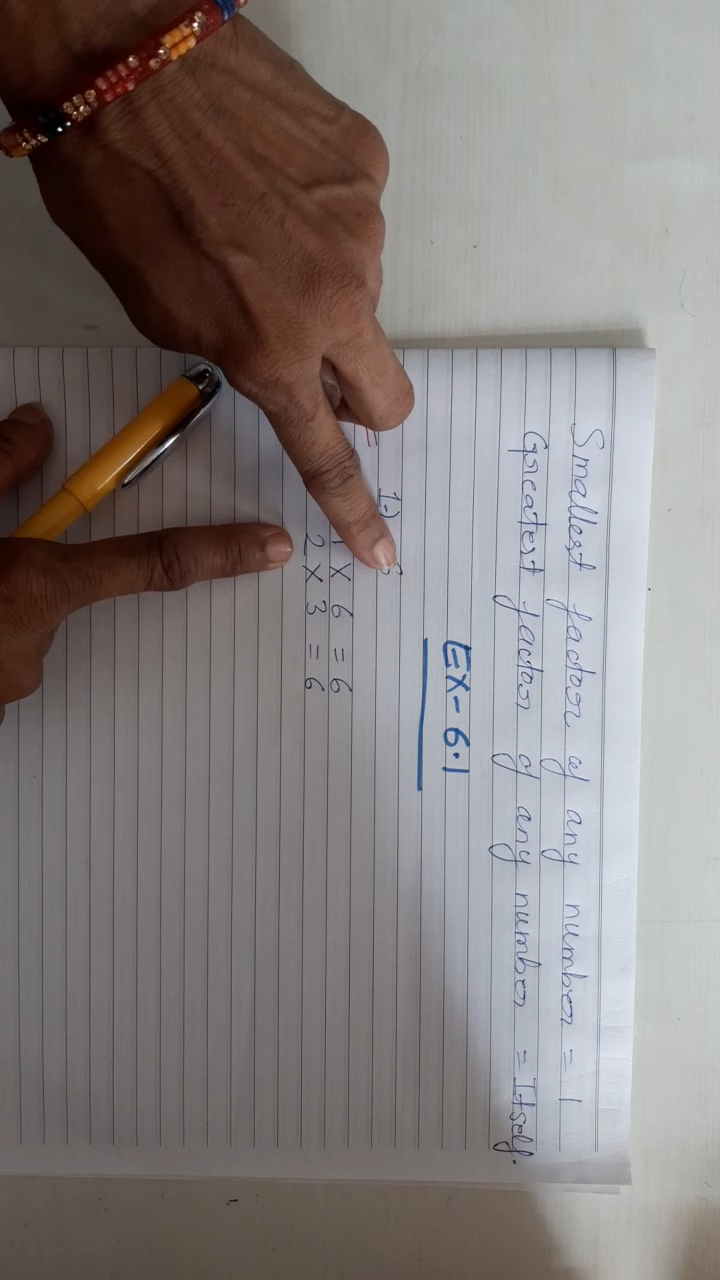 Smallest factor of any number = 1
Greatest factor of any number = Itself.
Ex - 6.1
1.)
1 X 6 = 6
2 X 3 = 6